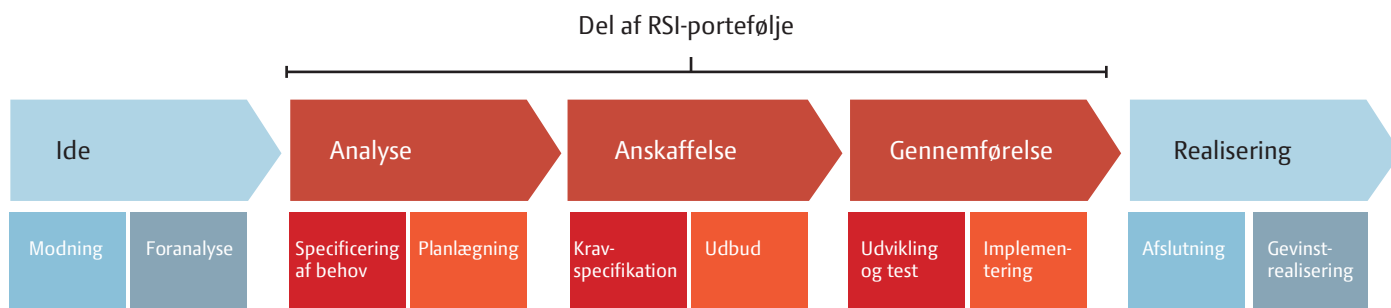 Del af RSI-portefølje
Ide
Analyse
Anskaffelse
Gennemførelse
Realisering
Modning
Foranalyse
Specificering
af behov
Planlægning
Krav-
specifikation
Udbud
Udvikling
og test
Implemen-
tering
Afslutning
Gevinst-
realisering